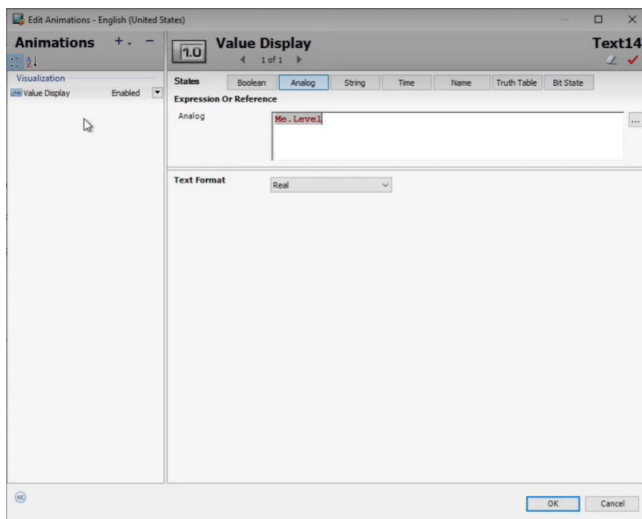 Edit Animations - English (United States)
Animations + . -
1.0 Value Display Text14
1 of 1
Visualization
Value Display Enabled
States Boolean Analog String Time Name Truth Table Bit State
Expression Or Reference
Analog Me.Level ...
Text Format Real
OK Cancel